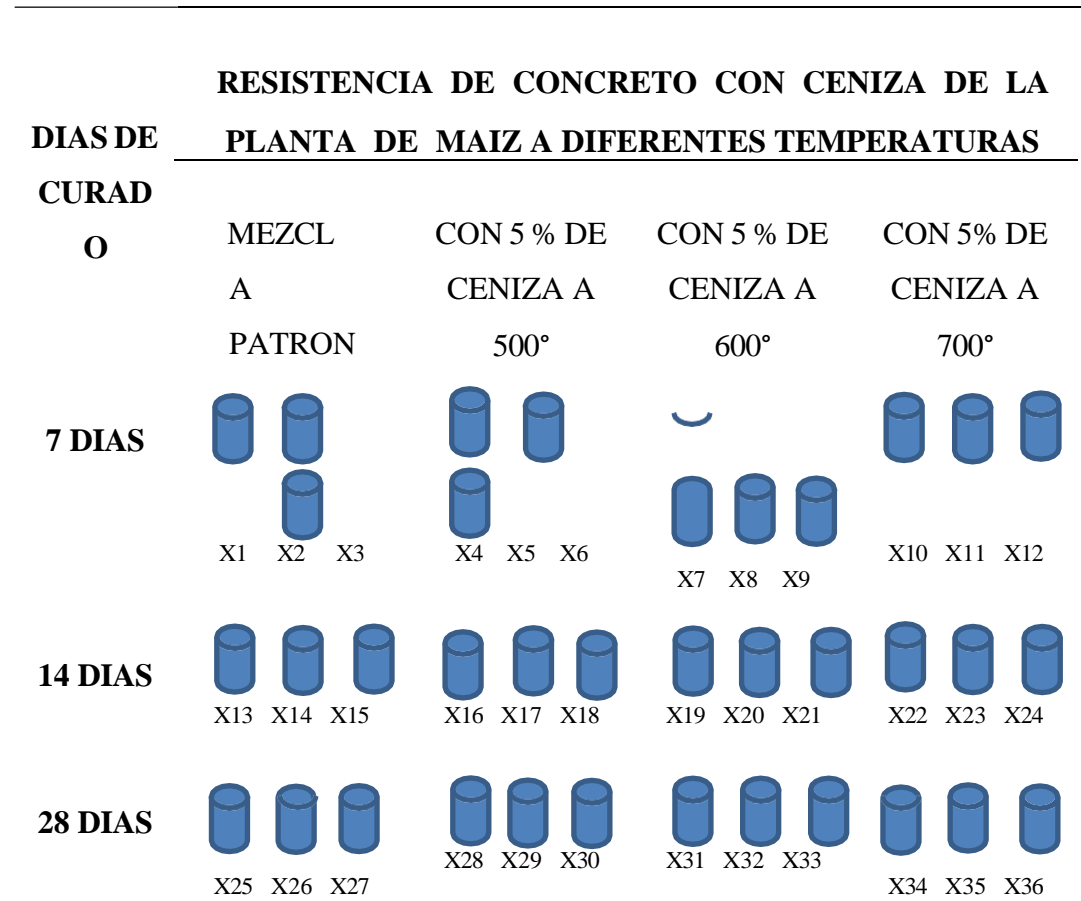 RESISTENCIA DE CONCRETO CON CENIZA DE LA
PLANTA DE MAIZ A DIFERENTES TEMPERATURAS
DIAS DE
CURAD
O
MEZCL
A
PATRON
CON 5 % DE
CENIZA A
500°
CON 5 % DE
CENIZA A
600°
CON 5% DE
CENIZA A
700°
7 DIAS
X1 X2 X3
X4 X5 X6
X7 X8 X9
X10 X11 X12
14 DIAS
X13 X14 X15
X16 X17 X18
X19 X20 X21
X22 X23 X24
28 DIAS
X25 X26 X27
X28 X29 X30
X31 X32 X33
X34 X35 X36